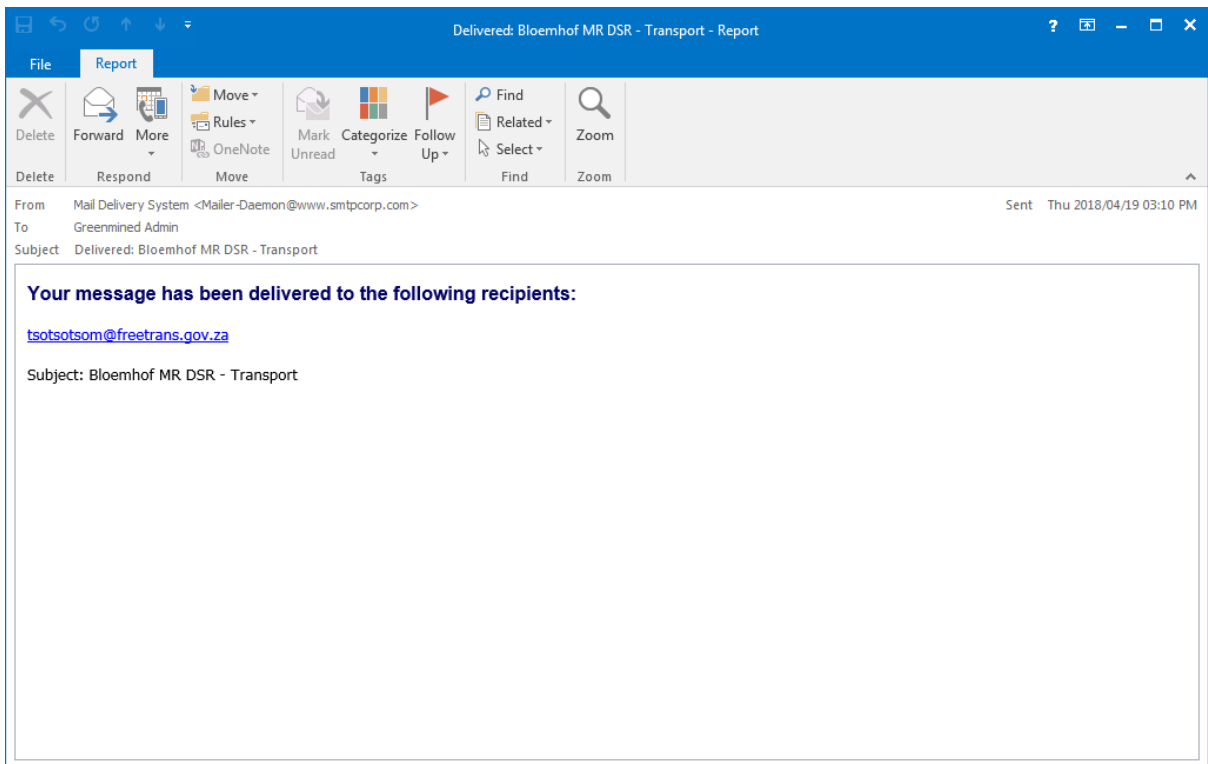 Delivered: Bloemhof MR DSR - Transport - Report
?
File Report
Delete
Forward
More
Move
Rules
OneNote
Mark Unread
Categorize
Follow Up
Find
Related
Select
Zoom
Delete Respond Move Tags Find Zoom
From Mail Delivery System <Mailer-Daemon@www.smtpcorp.com> Sent Thu 2018/04/19 03:10 PM
To Greenmined Admin
Subject Delivered: Bloemhof MR DSR - Transport
Your message has been delivered to the following recipients:
tsotsotsom@freetrans.gov.za
Subject: Bloemhof MR DSR - Transport